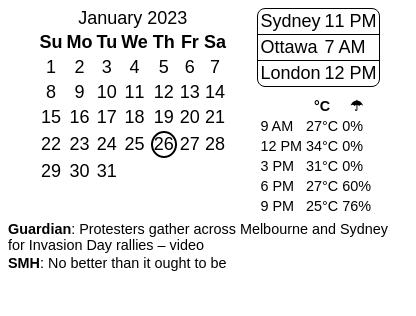 January 2023
Su Mo Tu We Th Fr Sa
1 2 3 4 5 6 7
8 9 10 11 12 13 14
15 16 17 18 19 20 21
22 23 24 25 26 27 28
29 30 31
Sydney 11 PM
Ottawa 7 AM
London 12 PM
°C ☂
9 AM 27°C 0%
12 PM 34°C 0%
3 PM 31°C 0%
6 PM 27°C 60%
9 PM 25°C 76%
Guardian: Protesters gather across Melbourne and Sydney
for Invasion Day rallies – video
SMH: No better than it ought to be